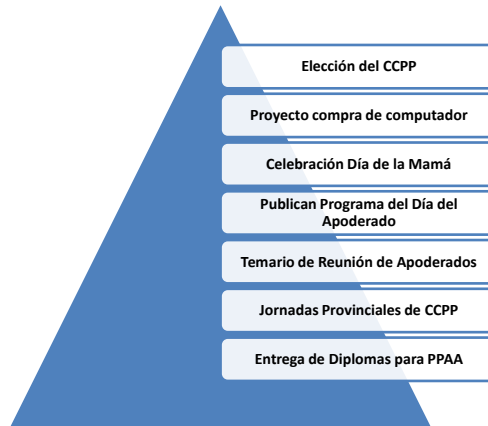 Elección del CCPP
Proyecto compra de computador
Celebración Día de la Mamá
Publican Programa del Día del
Apoderado
Temario de Reunión de Apoderados
Jornadas Provinciales de CCPP
Entrega de Diplomas para PPAA